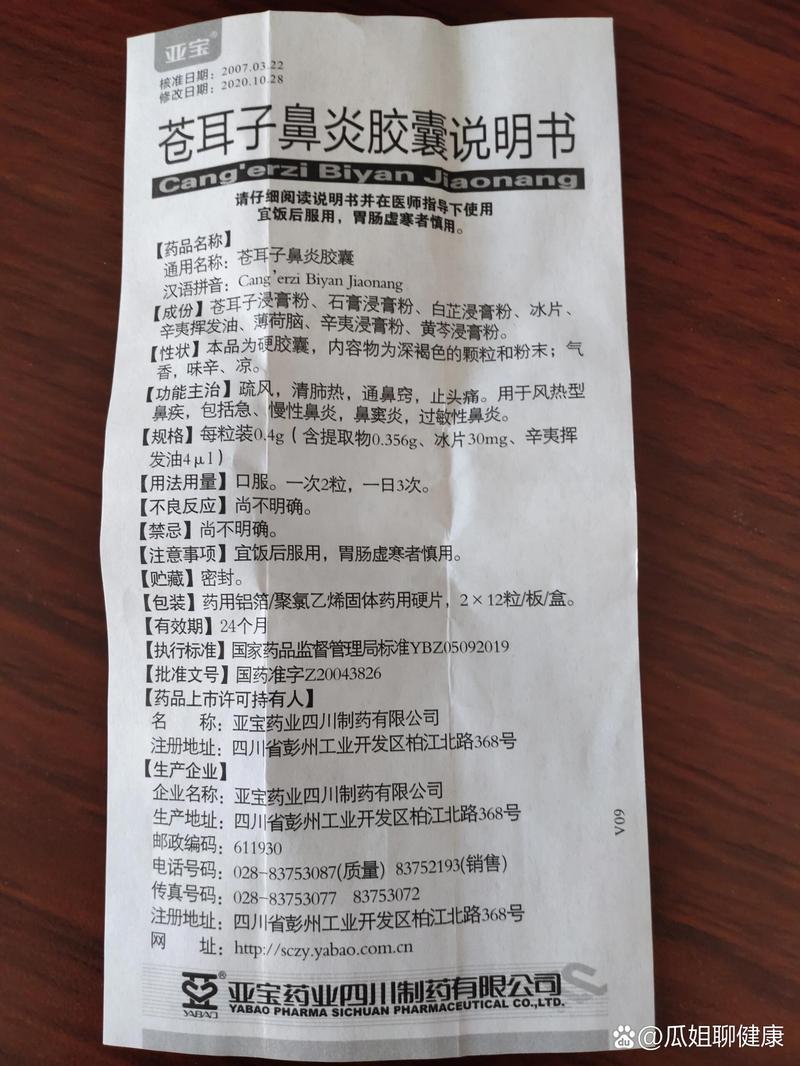 亚宝®
核准日期：2007.03.22
修改日期：2020.10.28
苍耳子鼻炎胶囊说明书
Cang'erzi Biyan Jiaonang
请仔细阅读说明书并在医师指导下使用
宜饭后服用，胃肠虚寒者慎用。
【药品名称】
通用名称：苍耳子鼻炎胶囊
汉语拼音：Cang'erzi Biyan Jiaonang
【成份】苍耳子浸膏粉、石膏浸膏粉、白芷浸膏粉、冰片、
辛夷挥发油、薄荷脑、辛夷浸膏粉、黄芩浸膏粉。
【性状】本品为硬胶囊，内容物为深褐色的颗粒和粉末；气
香，味辛、凉。
【功能主治】疏风，清肺热，通鼻窍，止头痛。用于风热型
鼻疾，包括急、慢性鼻炎，鼻窦炎，过敏性鼻炎。
【规格】每粒装0.4g（含提取物0.356g、冰片30mg、辛夷挥
发油4μl）
【用法用量】口服。一次2粒，一日3次。
【不良反应】尚不明确。
【禁忌】尚不明确。
【注意事项】宜饭后服用，胃肠虚寒者慎用。
【贮藏】密封。
【包装】药用铝箔/聚氯乙烯固体药用硬片，2×12粒/板/盒。
【有效期】24个月
【执行标准】国家药品监督管理局标准YBZ05092019
【批准文号】国药准字Z20043826
【药品上市许可持有人】
名　　称：亚宝药业四川制药有限公司
注册地址：四川省彭州工业开发区柏江北路368号
【生产企业】
企业名称：亚宝药业四川制药有限公司
生产地址：四川省彭州工业开发区柏江北路368号
邮政编码：611930
电话号码：028-83753087(质量) 83752193(销售)
传真号码：028-83753077 83753072
注册地址：四川省彭州工业开发区柏江北路368号
网　　址：http://sczy.yabao.com.cn
V09
YABAO®
亚宝药业四川制药有限公司
YABAO PHARMA SICHUAN PHARMACEUTICAL CO.,LTD.
du @瓜姐聊健康